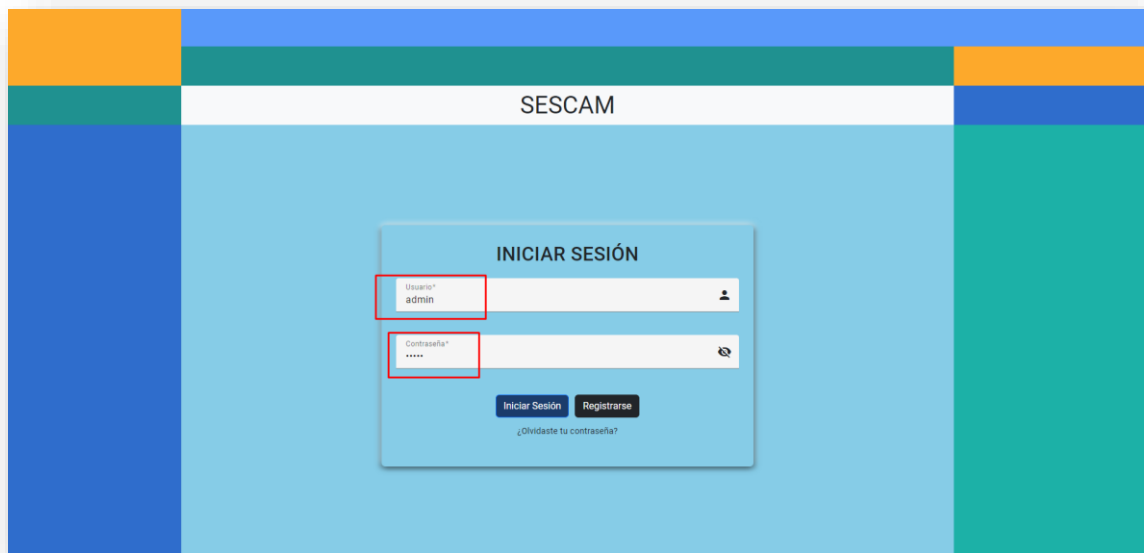 SESCAM
INICIAR SESIÓN
Usuario*
admin
Contraseña*
•••••
Iniciar Sesión Registrarse
¿Olvidaste tu contraseña?